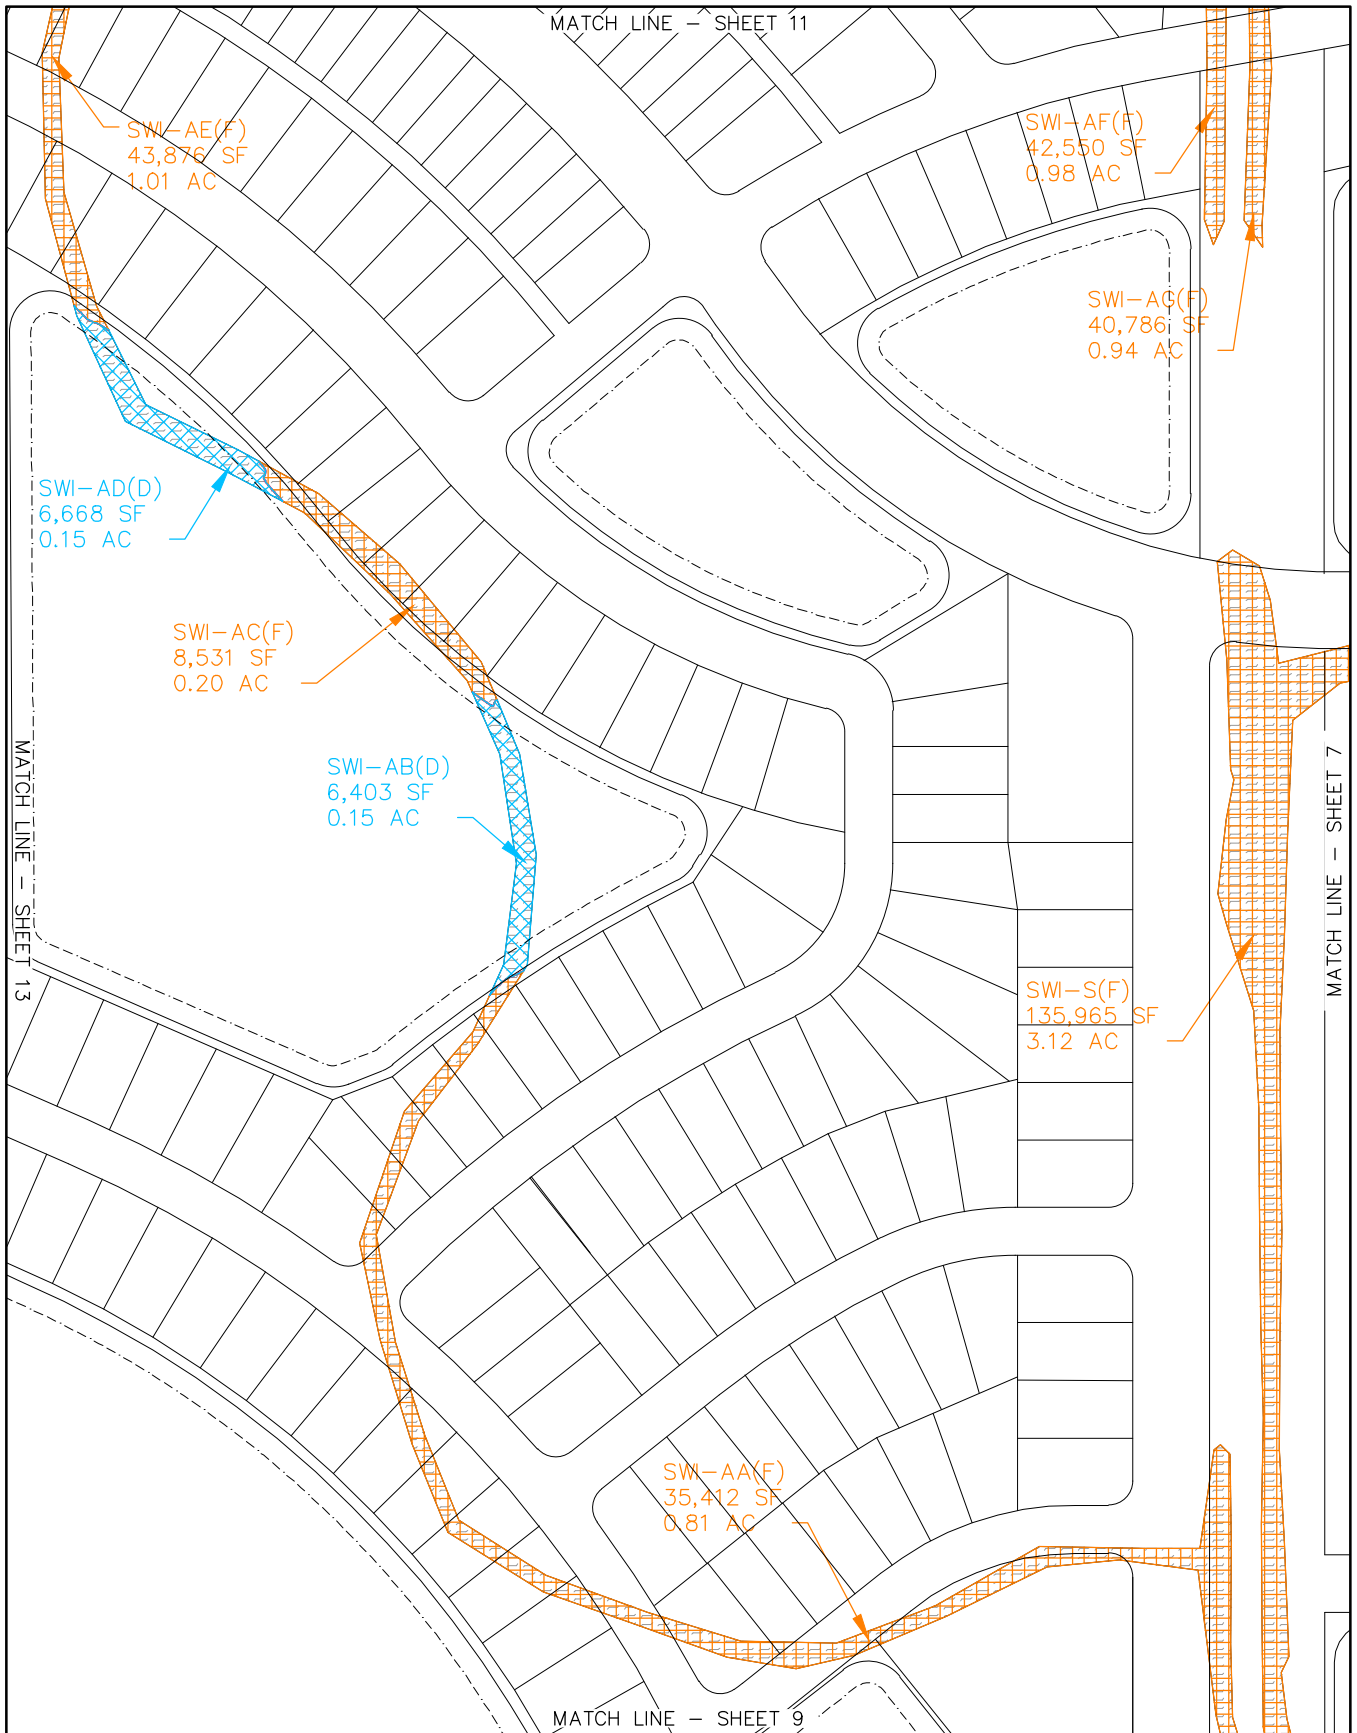 MATCH LINE – SHEET 11
SWI–AE(F)
43,876 SF
1.01 AC
SWI–AF(F)
42,550 SF
0.98 AC
SWI–AG(F)
40,786 SF
0.94 AC
SWI–AD(D)
6,668 SF
0.15 AC
SWI–AC(F)
8,531 SF
0.20 AC
SWI–AB(D)
6,403 SF
0.15 AC
MATCH LINE – SHEET 13
MATCH LINE – SHEET 7
SWI–S(F)
135,965 SF
3.12 AC
SWI–AA(F)
35,412 SF
0.81 AC
MATCH LINE – SHEET 9